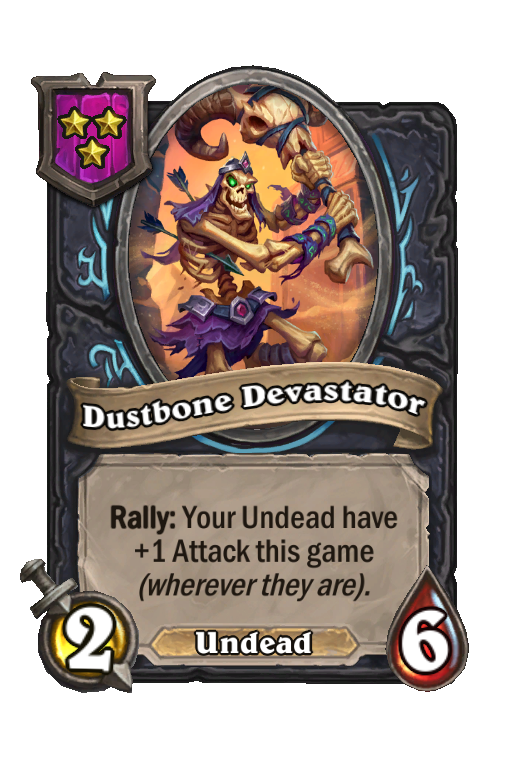 Dustbone Devastator
Rally: Your Undead have
+1 Attack this game
(wherever they are).
2
Undead
6